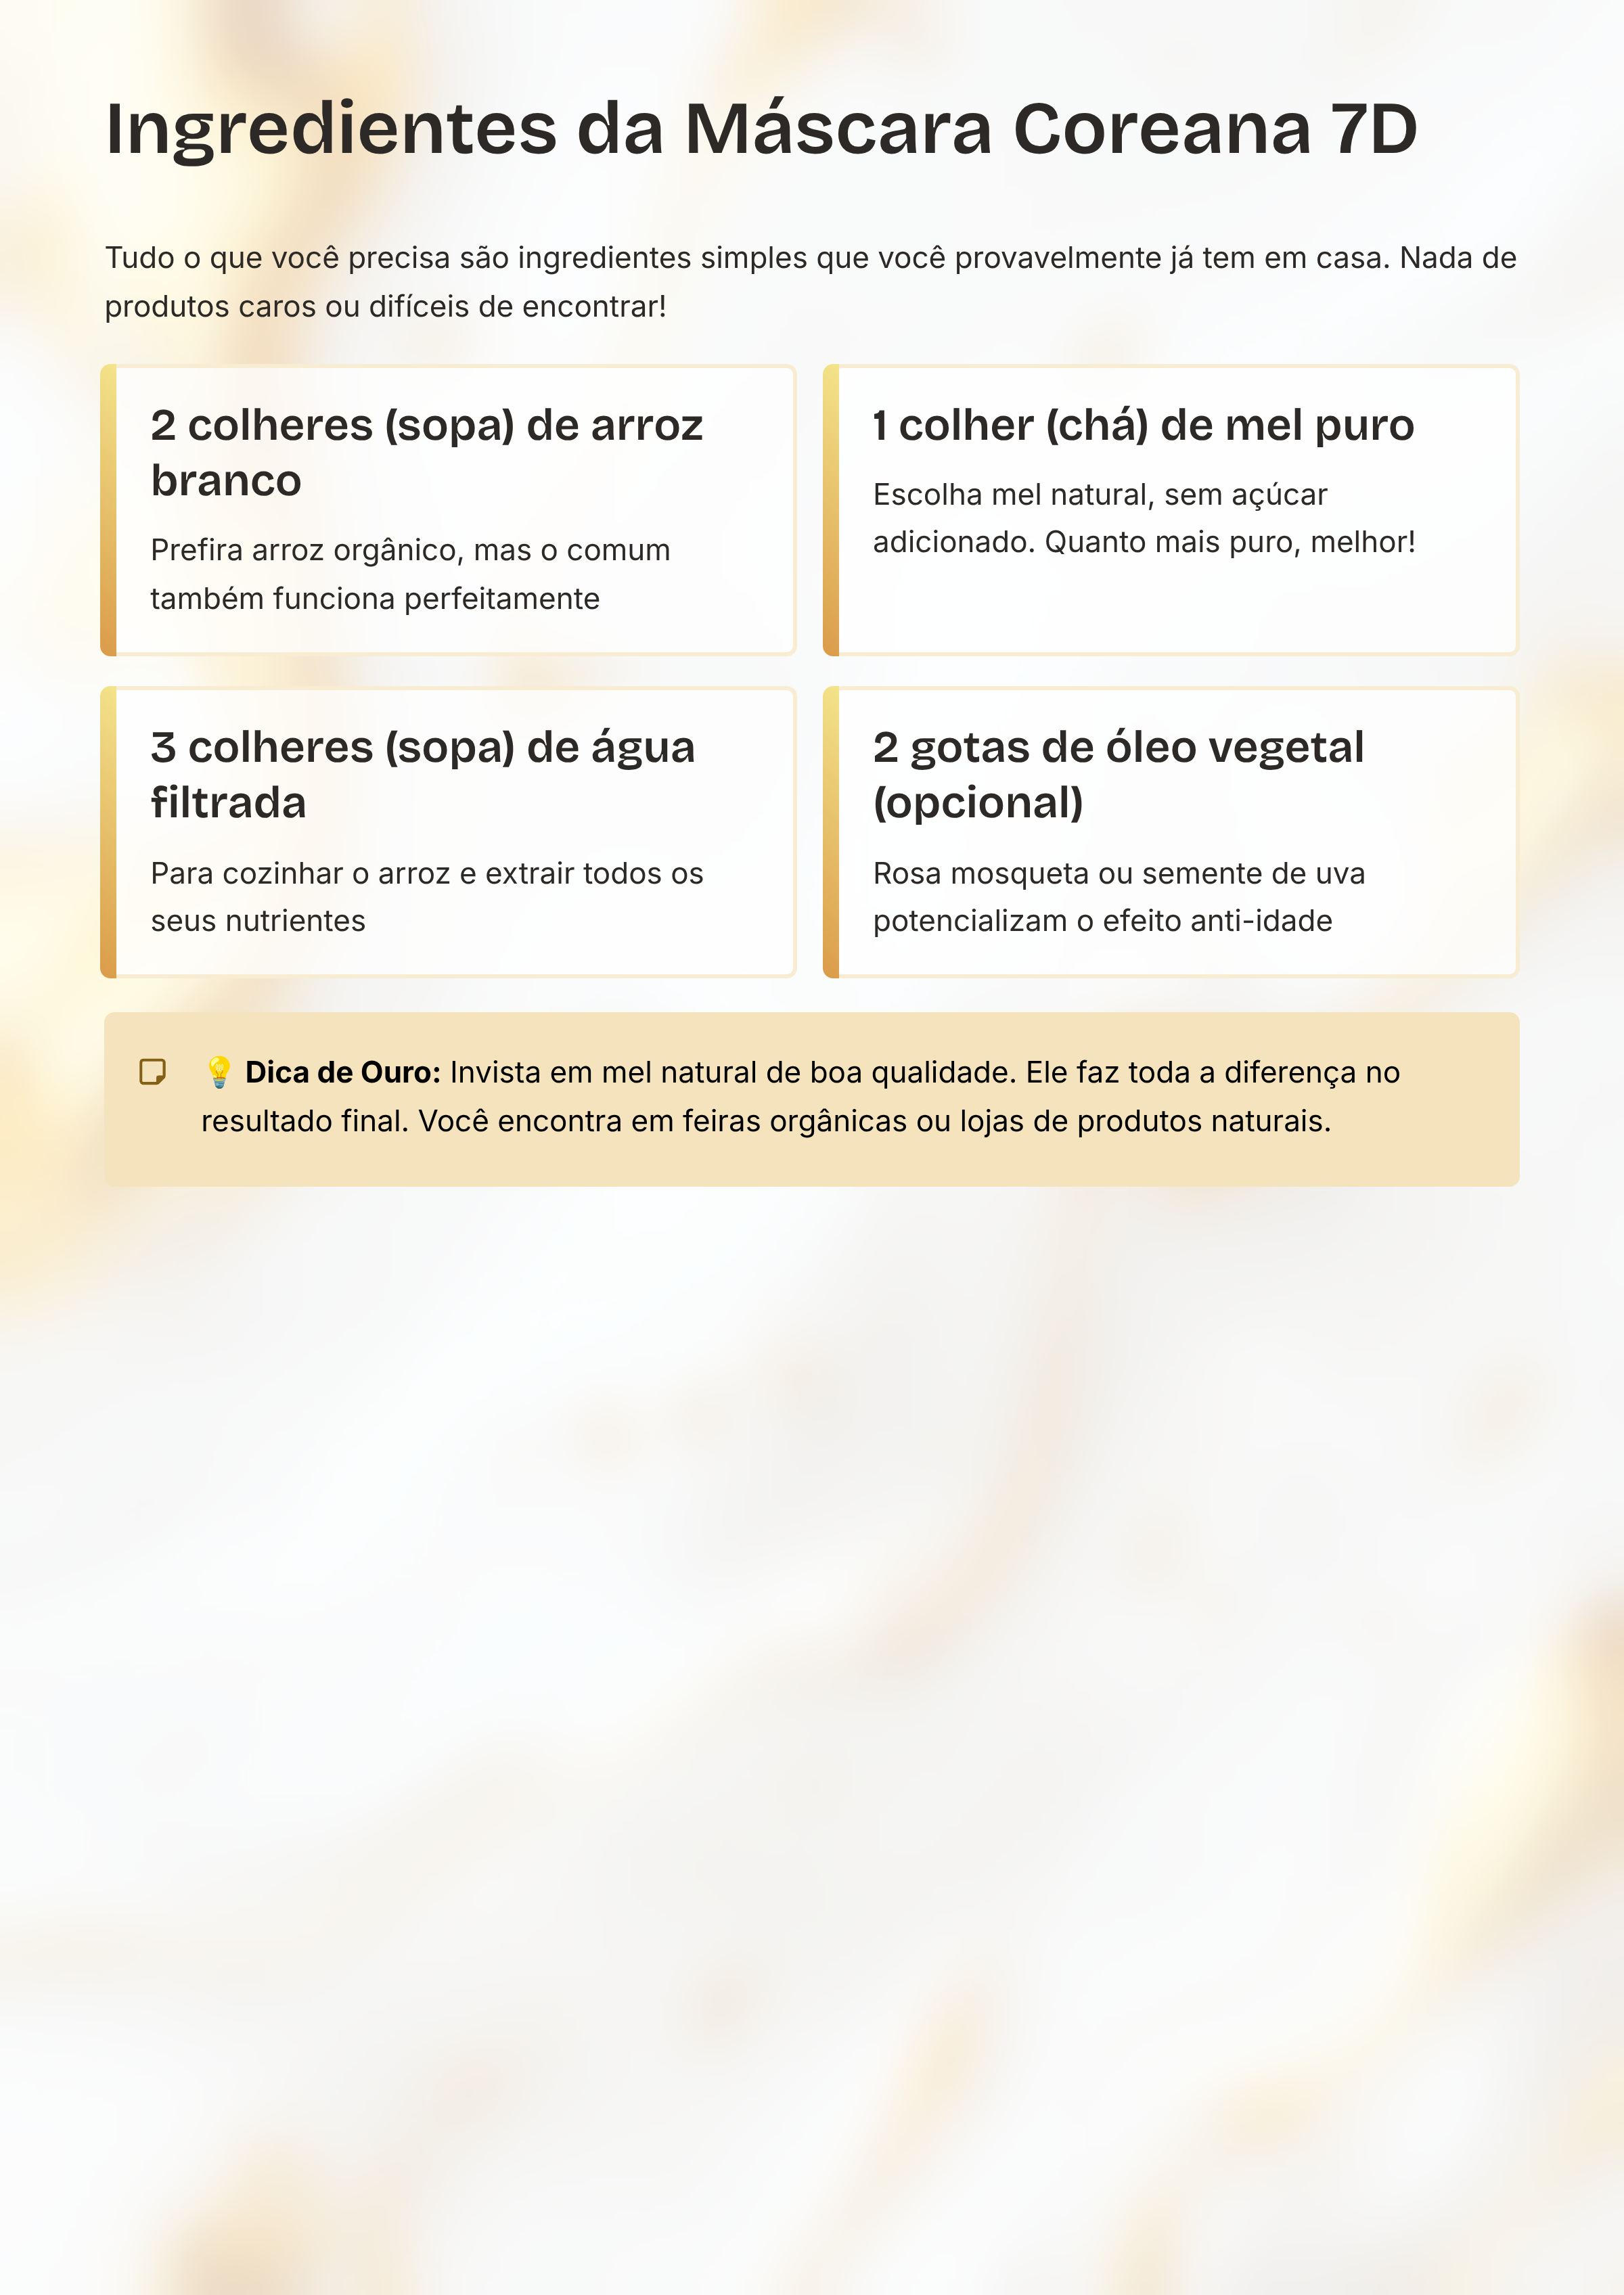 Ingredientes da Máscara Coreana 7D
Tudo o que você precisa são ingredientes simples que você provavelmente já tem em casa. Nada de
produtos caros ou difíceis de encontrar!
2 colheres (sopa) de arroz
branco
Prefira arroz orgânico, mas o comum
também funciona perfeitamente
1 colher (chá) de mel puro
Escolha mel natural, sem açúcar
adicionado. Quanto mais puro, melhor!
3 colheres (sopa) de água
filtrada
Para cozinhar o arroz e extrair todos os
seus nutrientes
2 gotas de óleo vegetal
(opcional)
Rosa mosqueta ou semente de uva
potencializam o efeito anti-idade
💡 Dica de Ouro: Invista em mel natural de boa qualidade. Ele faz toda a diferença no
resultado final. Você encontra em feiras orgânicas ou lojas de produtos naturais.